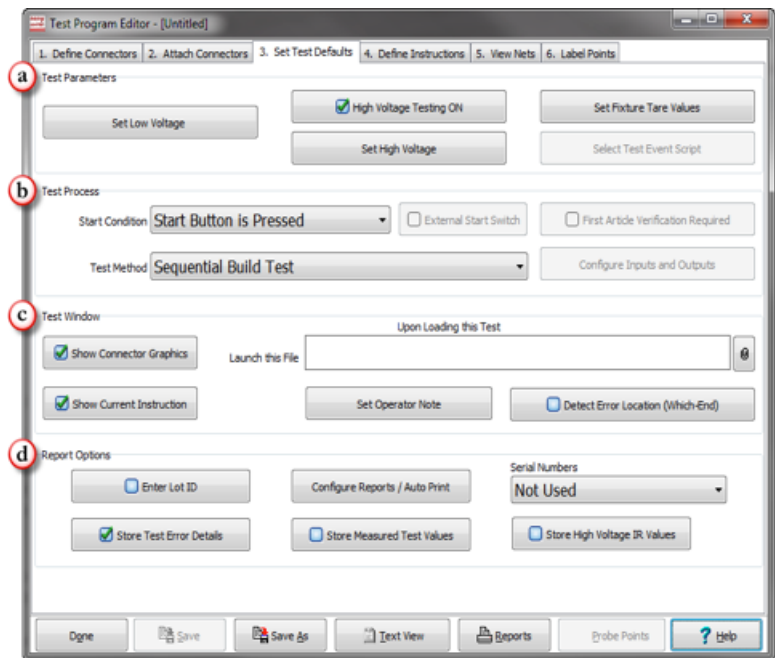 Test Program Editor - [Untitled]
1. Define Connectors 2. Attach Connectors 3. Set Test Defaults 4. Define Instructions 5. View Nets 6. Label Points
a
Test Parameters
Set Low Voltage
High Voltage Testing ON
Set Fixture Tare Values
Set High Voltage
Select Test Event Script
b
Test Process
Start Condition Start Button is Pressed
External Start Switch
First Article Verification Required
Test Method Sequential Build Test
Configure Inputs and Outputs
c
Test Window
Upon Loading this Test
Show Connector Graphics
Launch this File
Show Current Instruction
Set Operator Note
Detect Error Location (Which-End)
d
Report Options
Serial Numbers
Enter Lot ID
Configure Reports / Auto Print
Not Used
Store Test Error Details
Store Measured Test Values
Store High Voltage IR Values
Done Save Save As Text View Reports Probe Points ? Help